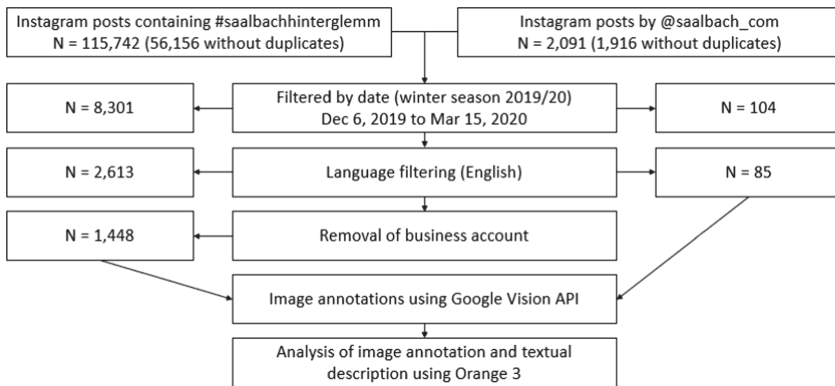 Instagram posts containing #saalbachhinterglemm
N = 115,742 (56,156 without duplicates)
Instagram posts by @saalbach_com
N = 2,091 (1,916 without duplicates)
N = 8,301
Filtered by date (winter season 2019/20)
Dec 6, 2019 to Mar 15, 2020
N = 104
N = 2,613
Language filtering (English)
N = 85
N = 1,448
Removal of business account
Image annotations using Google Vision API
Analysis of image annotation and textual
description using Orange 3